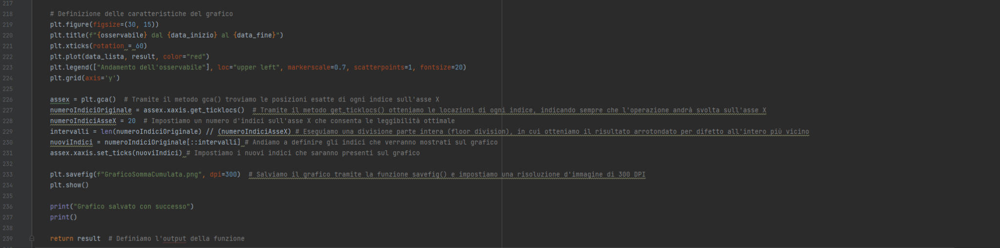 217
218 # Definizione delle caratteristiche del grafico
219 plt.figure(figsize=(30, 15))
220 plt.title(f"{osservabile} dal {data_inizio} al {data_fine}")
221 plt.xticks(rotation = 60)
222 plt.plot(data_lista, result, color="red")
223 plt.legend(["Andamento dell'osservabile"], loc="upper left", markerscale=0.7, scatterpoints=1, fontsize=20)
224 plt.grid(axis='y')
225
226 assex = plt.gca()  # Tramite il metodo gca() troviamo le posizioni esatte di ogni indice sull'asse X
227 numeroIndiciOriginale = assex.xaxis.get_ticklocs()  # Tramite il metodo get_ticklocs() otteniamo le locazioni di ogni indice, indicando sempre che l'operazione andrà svolta sull'asse X
228 numeroIndiciAsseX = 20  # Impostiamo un numero d'indici sull'asse X che consenta le leggibilità ottimale
229 intervalli = len(numeroIndiciOriginale) // (numeroIndiciAsseX) # Eseguiamo una divisione parte intera (floor division), in cui otteniamo il risultato arrotondato per difetto all'intero più vicino
230 nuoviIndici = numeroIndiciOriginale[::intervalli] # Andiamo a definire gli indici che verranno mostrati sul grafico
231 assex.xaxis.set_ticks(nuoviIndici) # Impostiamo i nuovi indici che saranno presenti sul grafico
232
233 plt.savefig(f"GraficoSommaCumulata.png", dpi=300)  # Salviamo il grafico tramite la funzione savefig() e impostiamo una risoluzione d'immagine di 300 DPI
234 plt.show()
235
236 print("Grafico salvato con successo")
237 print()
238
239 return result  # Definiamo l'output della funzione